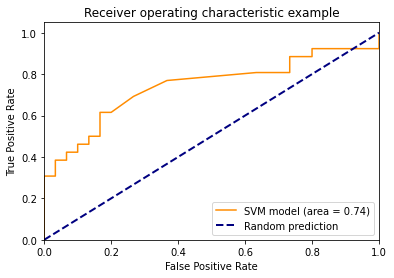 Receiver operating characteristic example
True Positive Rate
1.0
0.8
0.6
0.4
0.2
0.0
0.0 0.2 0.4 0.6 0.8 1.0
False Positive Rate
SVM model (area = 0.74)
Random prediction